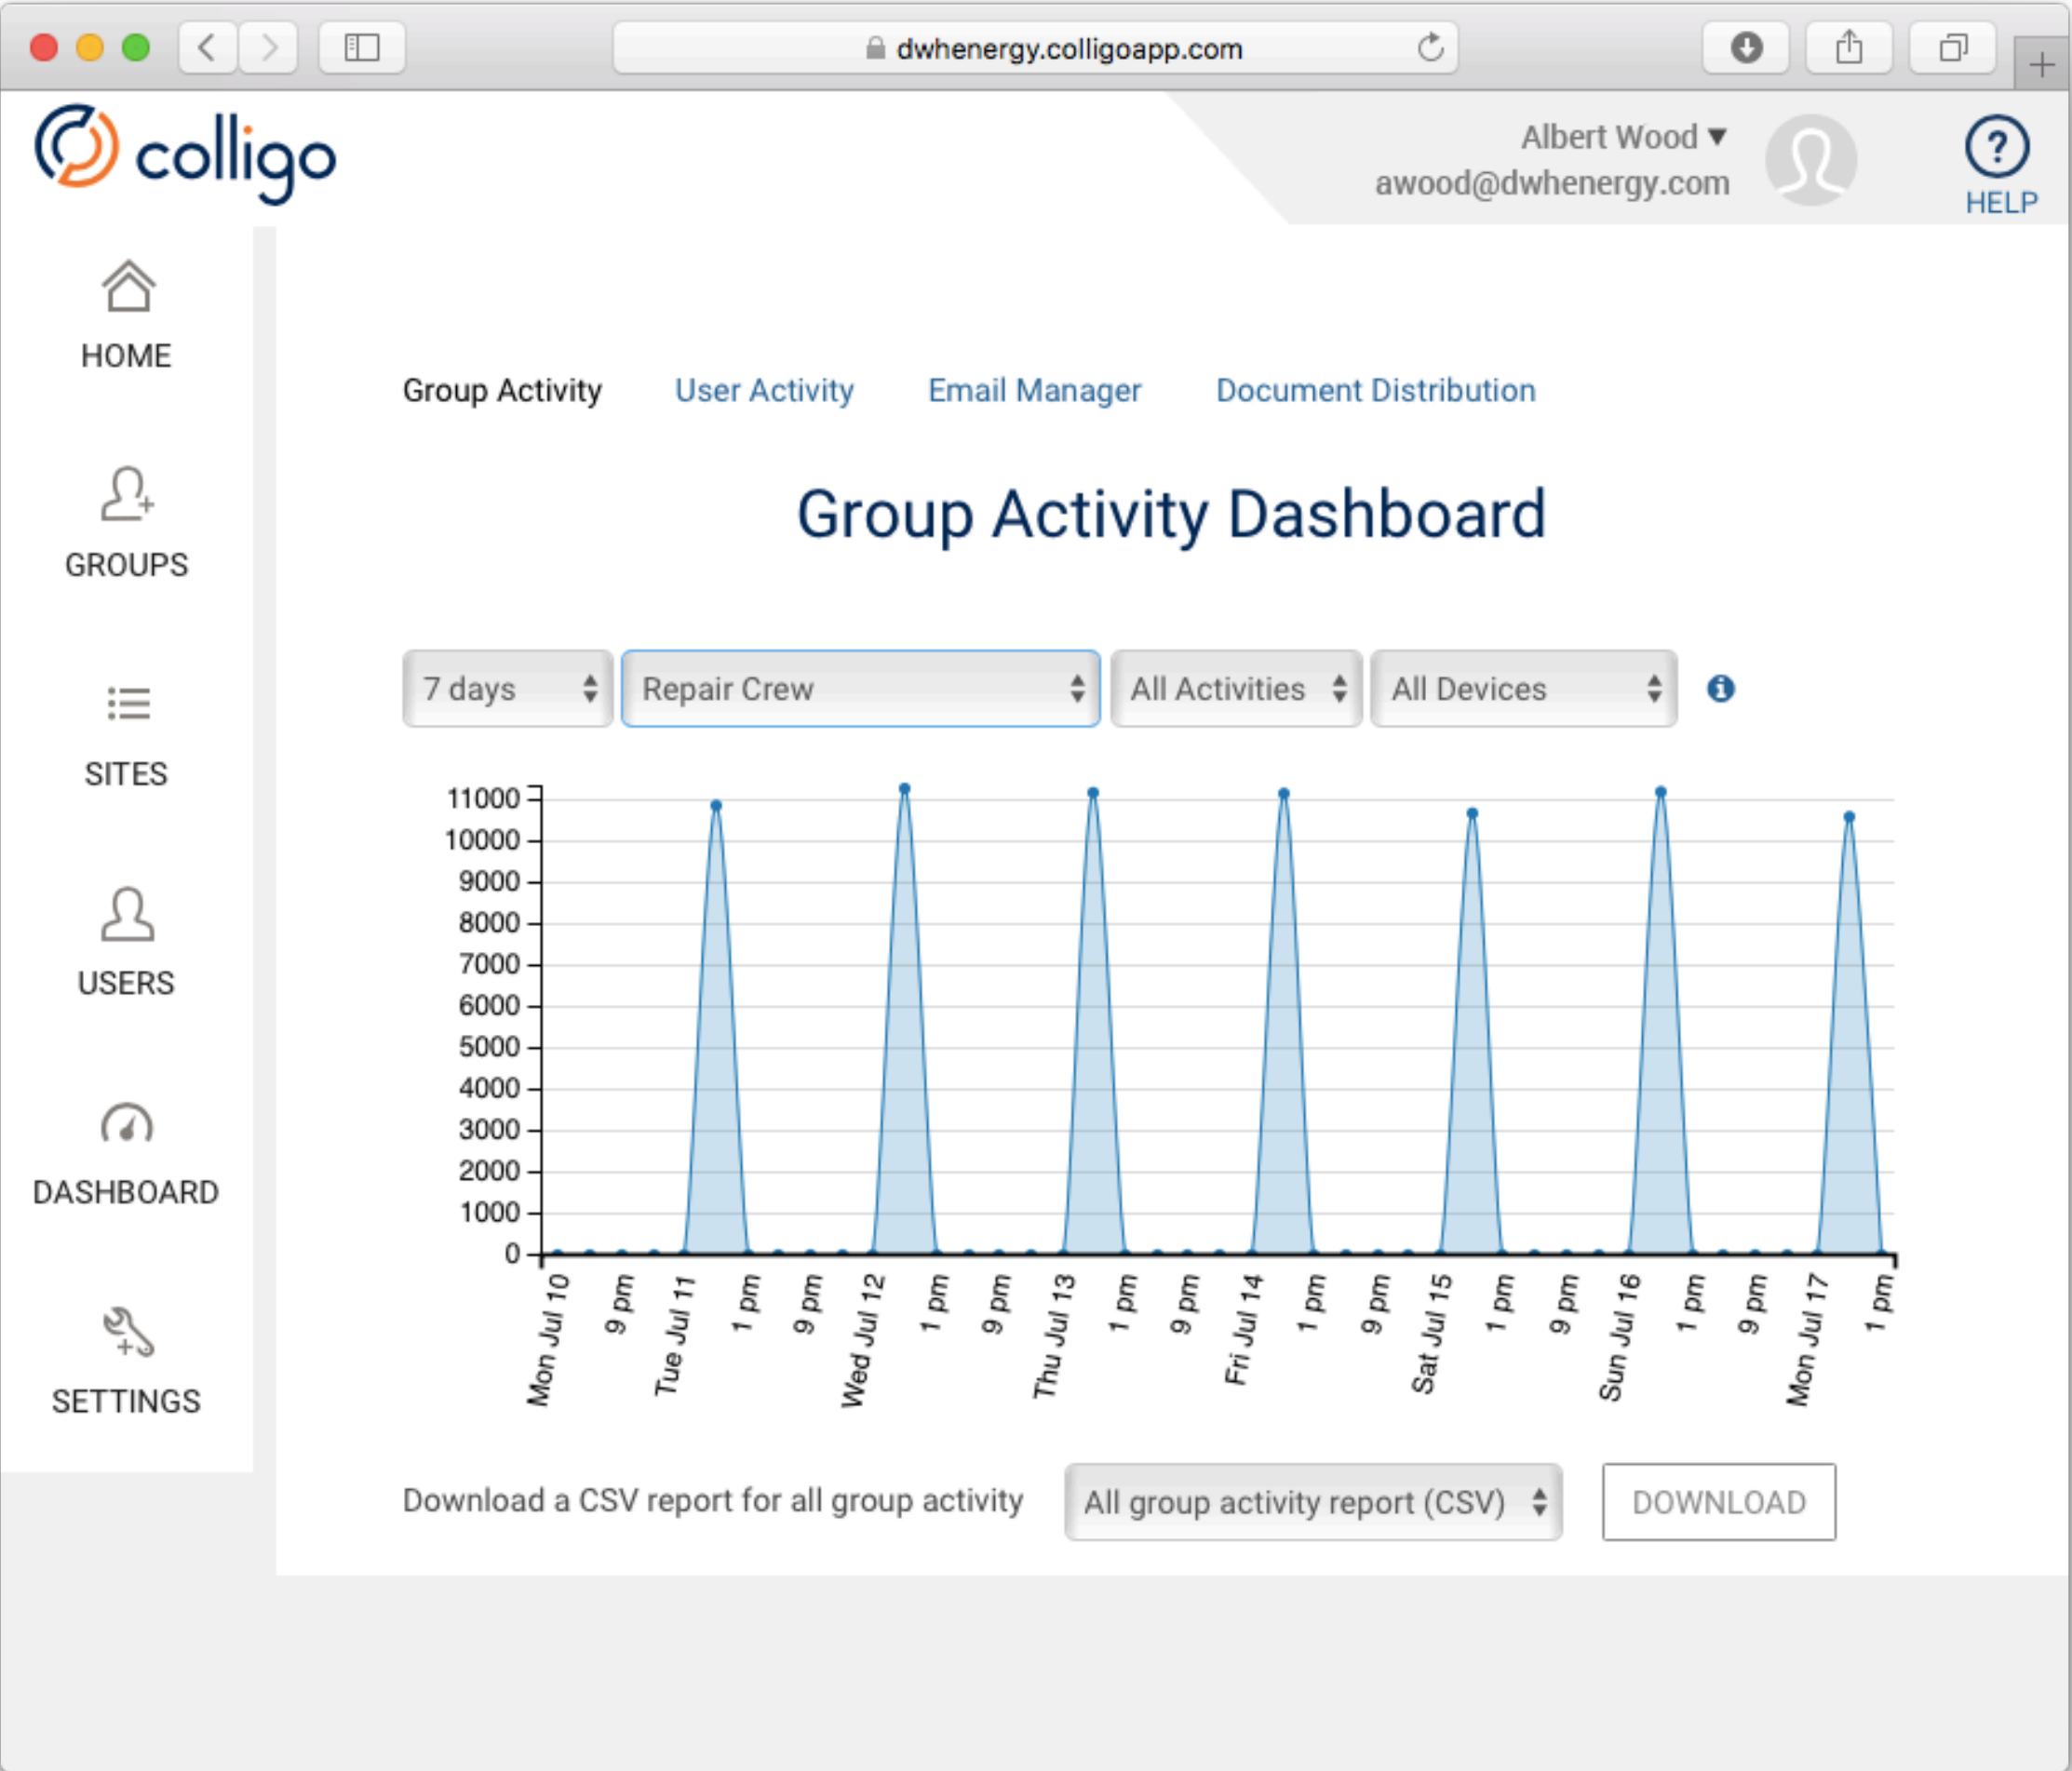 dwhenergy.colligoapp.com
colligo
Albert Wood ▼
awood@dwhenergy.com
HELP
HOME
GROUPS
SITES
USERS
DASHBOARD
SETTINGS
Group Activity User Activity Email Manager Document Distribution
Group Activity Dashboard
7 days Repair Crew All Activities All Devices
11000
10000
9000
8000
7000
6000
5000
4000
3000
2000
1000
0
Mon Jul 10 9 pm Tue Jul 11 1 pm 9 pm Wed Jul 12 1 pm 9 pm Thu Jul 13 1 pm 9 pm Fri Jul 14 1 pm 9 pm Sat Jul 15 1 pm 9 pm Sun Jul 16 1 pm 9 pm Mon Jul 17 1 pm
Download a CSV report for all group activity All group activity report (CSV) DOWNLOAD